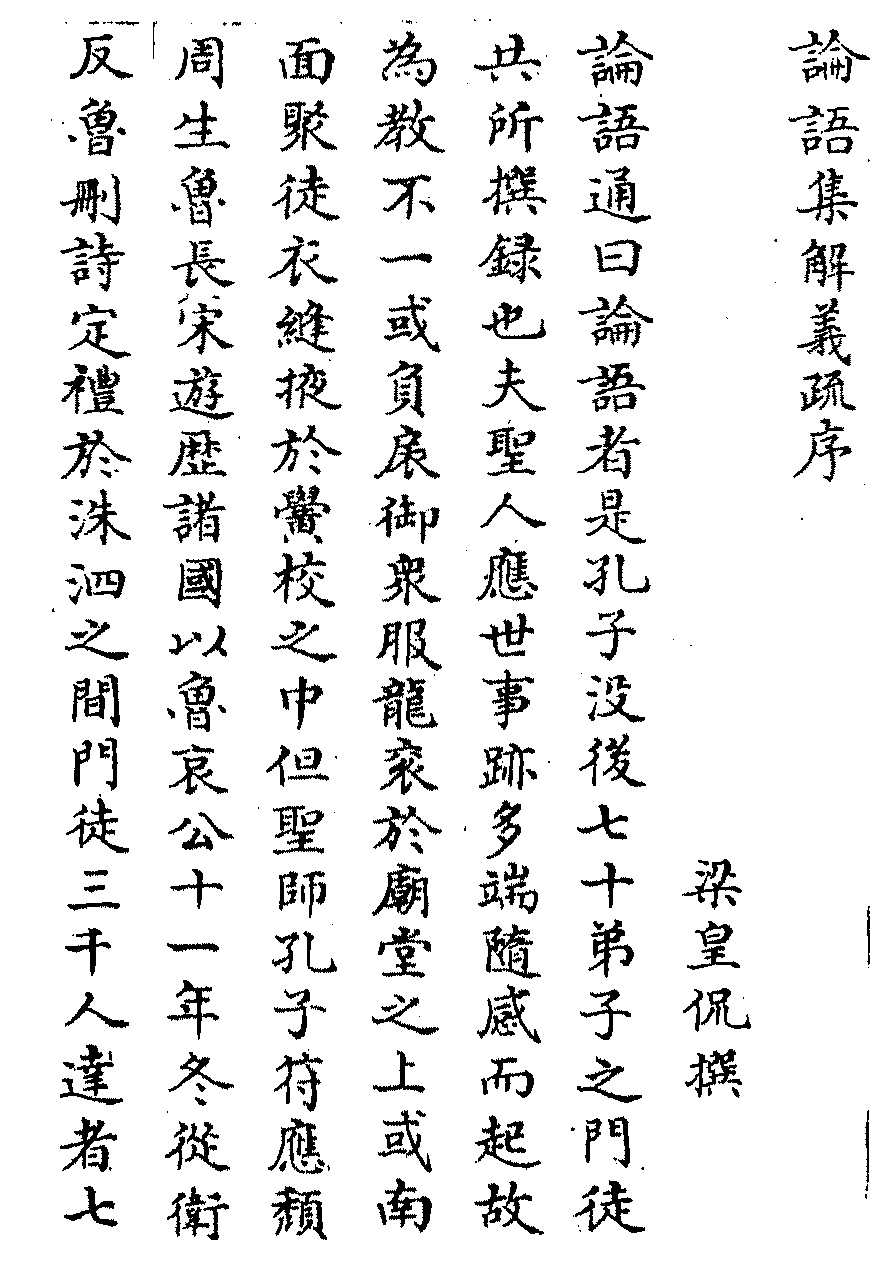 論語集解義疏序
梁皇侃撰
論語通曰論語者是孔子没後七十弟子之門徒
共所撰録也夫聖人應世事跡多端隨感而起故
為教不一或負扆御衆服龍衮於廟堂之上或南
面聚徒衣縫掖於黌校之中但聖師孔子符應頽
周生魯長宋遊歴諸國以魯哀公十一年冬從衛
反魯刪詩定禮於洙泗之間門徒三千人達者七